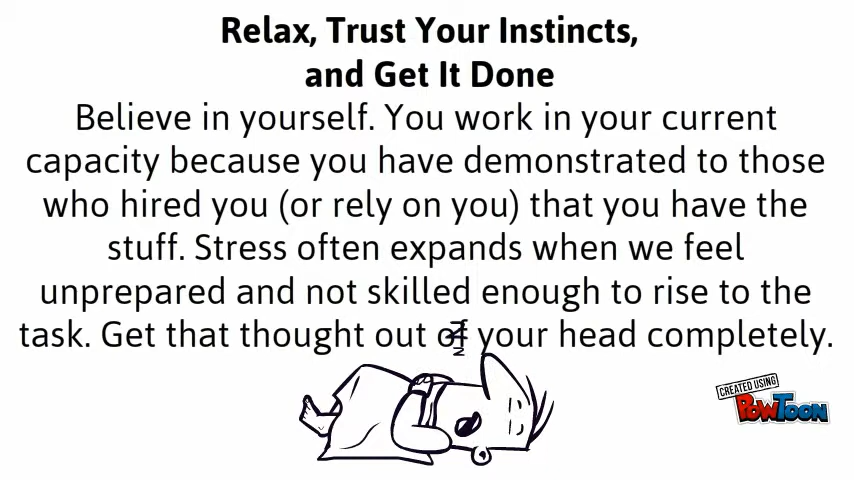 Relax, Trust Your Instincts,
and Get It Done
Believe in yourself. You work in your current
capacity because you have demonstrated to those
who hired you (or rely on you) that you have the
stuff. Stress often expands when we feel
unprepared and not skilled enough to rise to the
task. Get that thought out of your head completely.
CREATED USING
POWTOON